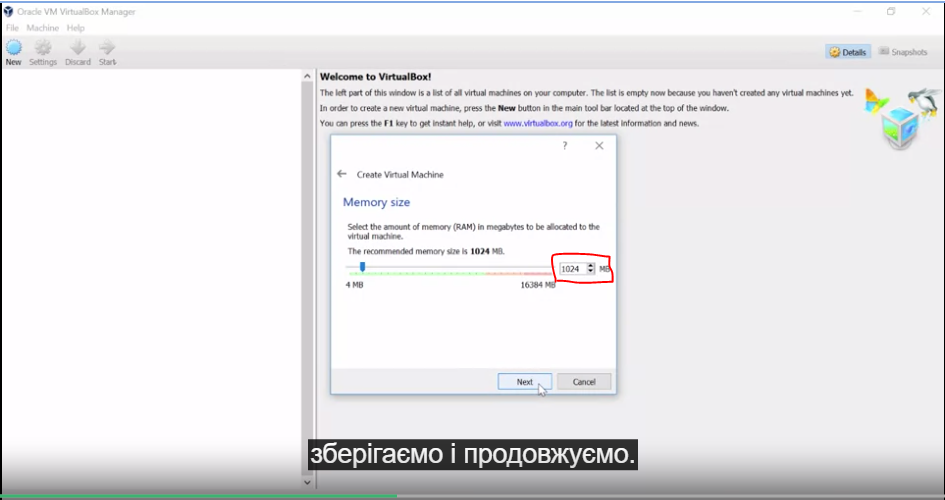 Oracle VM VirtualBox Manager
File Machine Help
New Settings Discard Start
Details Snapshots
Welcome to VirtualBox!
The left part of this window is a list of all virtual machines on your computer. The list is empty now because you haven't created any virtual machines yet.
In order to create a new virtual machine, press the New button in the main tool bar located at the top of the window.
You can press the F1 key to get instant help, or visit www.virtualbox.org for the latest information and news.
? ×
← Create Virtual Machine
Memory size
Select the amount of memory (RAM) in megabytes to be allocated to the
virtual machine.
The recommended memory size is 1024 MB.
1024 MB
4 MB 16384 MB
Next Cancel
зберігаємо і продовжуємо.